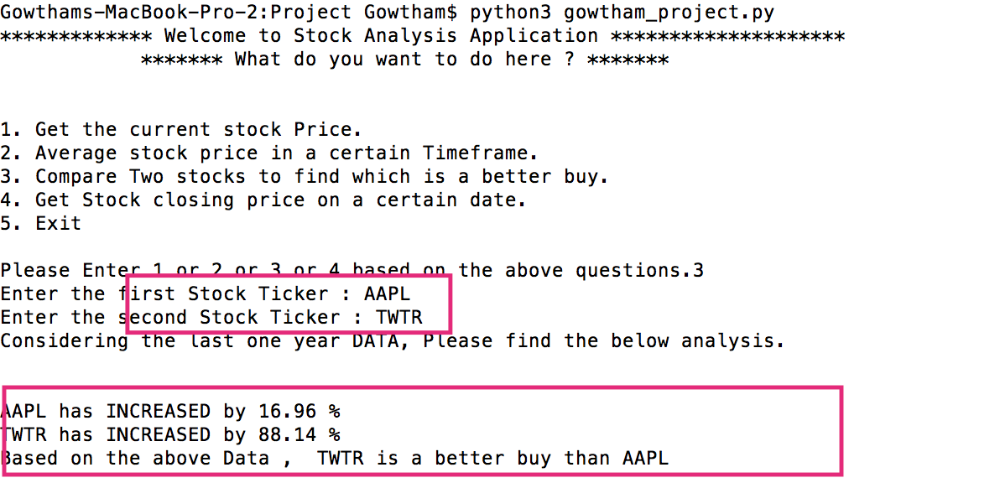 Gowthams-MacBook-Pro-2:Project Gowtham$ python3 gowtham_project.py
************* Welcome to Stock Analysis Application ********************
******* What do you want to do here ? *******
1. Get the current stock Price.
2. Average stock price in a certain Timeframe.
3. Compare Two stocks to find which is a better buy.
4. Get Stock closing price on a certain date.
5. Exit
Please Enter 1 or 2 or 3 or 4 based on the above questions.3
Enter the first Stock Ticker : AAPL
Enter the second Stock Ticker : TWTR
Considering the last one year DATA, Please find the below analysis.
AAPL has INCREASED by 16.96 %
TWTR has INCREASED by 88.14 %
Based on the above Data ,  TWTR is a better buy than AAPL